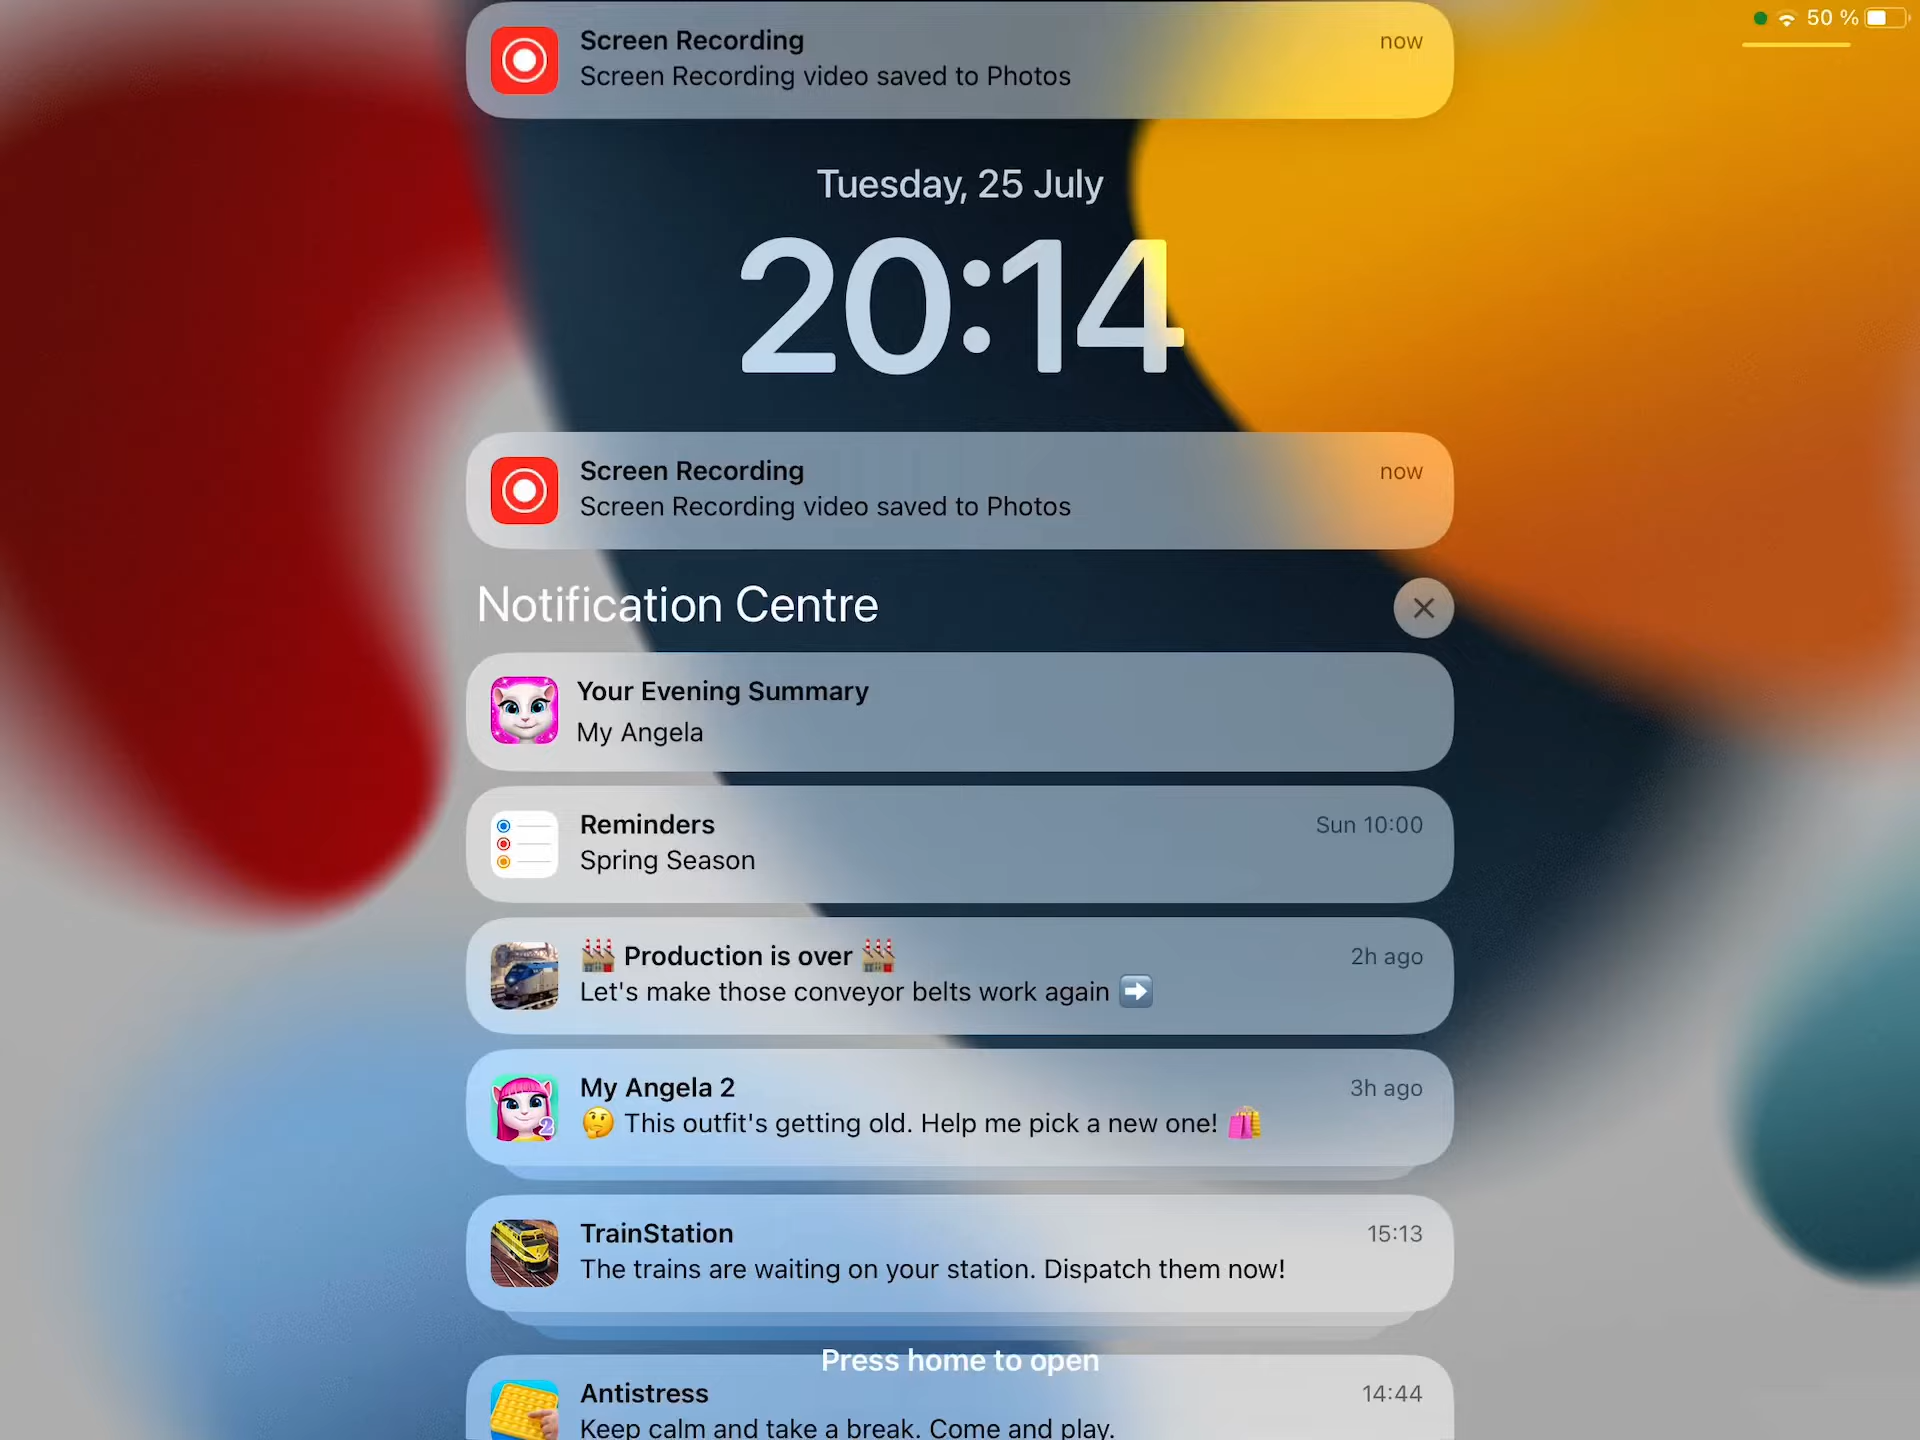 50 %
Screen Recording
now
Screen Recording video saved to Photos
Tuesday, 25 July
20:14
Screen Recording
now
Screen Recording video saved to Photos
Notification Centre
Your Evening Summary
My Angela
Reminders
Sun 10:00
Spring Season
🏭 Production is over 🏭
2h ago
Let's make those conveyor belts work again ➡️
My Angela 2
3h ago
🤔 This outfit's getting old. Help me pick a new one! 🛍️
2
TrainStation
15:13
The trains are waiting on your station. Dispatch them now!
Press home to open
Antistress
14:44
Keep calm and take a break. Come and play.